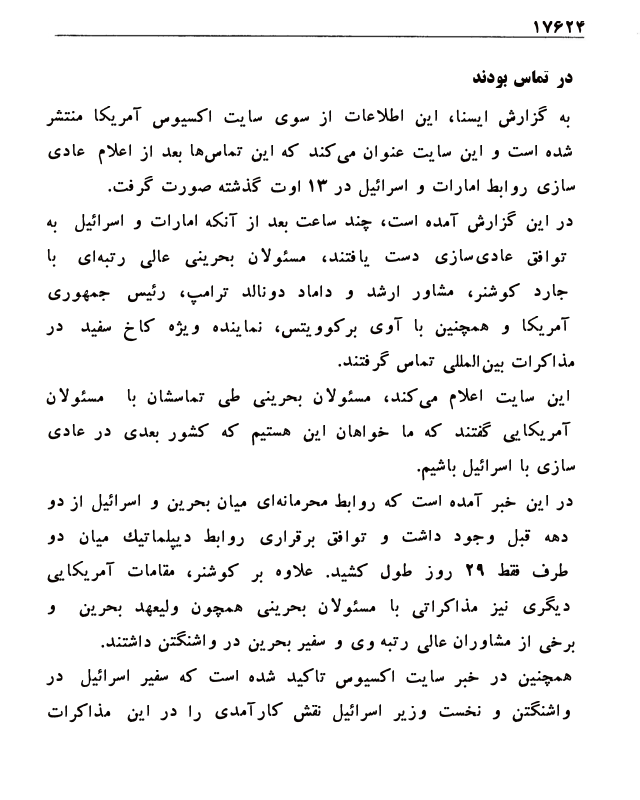 ۱۷۶۲۴
در تماس بودند
به گزارش ایسنا، این اطلاعات از سوی سایت اکسیوس آمریکا منتشر
شده است و این سایت عنوان می‌کند که این تماس‌ها بعد از اعلام عادی
سازی روابط امارات و اسرائیل در ۱۳ اوت گذشته صورت گرفت.
در این گزارش آمده است، چند ساعت بعد از آنکه امارات و اسرائیل به
توافق عادی‌سازی دست یافتند، مسئولان بحرینی عالی رتبه‌ای با
جارد کوشنر، مشاور ارشد و داماد دونالد ترامپ، رئیس جمهوری
آمریکا و همچنین با آوی برکوویتس، نماینده ویژه کاخ سفید در
مذاکرات بین‌المللی تماس گرفتند.
این سایت اعلام می‌کند، مسئولان بحرینی طی تماسشان با مسئولان
آمریکایی گفتند که ما خواهان این هستیم که کشور بعدی در عادی
سازی با اسرائیل باشیم.
در این خبر آمده است که روابط محرمانه‌ای میان بحرین و اسرائیل از دو
دهه قبل وجود داشت و توافق برقراری روابط دیپلماتیك میان دو
طرف فقط ۲۹ روز طول کشید. علاوه بر کوشنر، مقامات آمریکایی
دیگری نیز مذاکراتی با مسئولان بحرینی همچون ولیعهد بحرین و
برخی از مشاوران عالی رتبه وی و سفیر بحرین در واشنگتن داشتند.
همچنین در خبر سایت اکسیوس تاکید شده است که سفیر اسرائیل در
واشنگتن و نخست وزیر اسرائیل نقش کارآمدی را در این مذاکرات